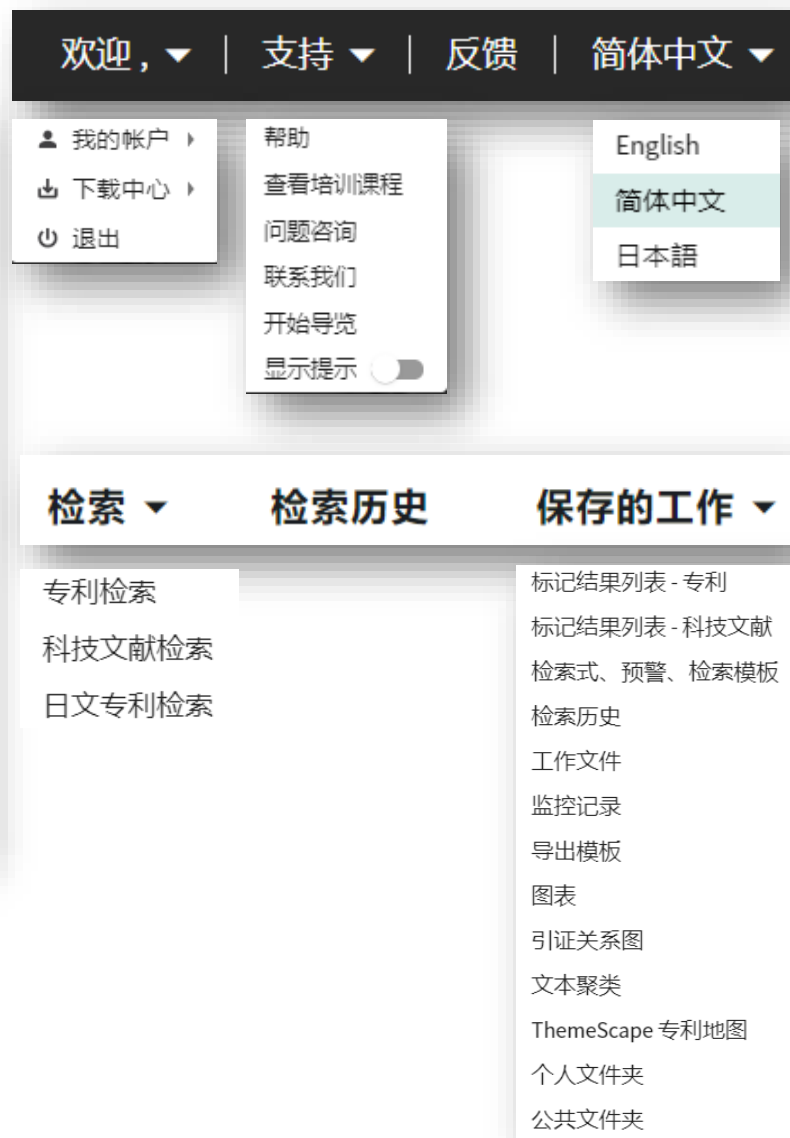 欢迎 , | 支持 | 反馈 | 简体中文
我的帐户
下载中心
退出
帮助
查看培训课程
问题咨询
联系我们
开始导览
显示提示
English
简体中文
日本語
检索 检索历史 保存的工作
专利检索
科技文献检索
日文专利检索
标记结果列表 - 专利
标记结果列表 - 科技文献
检索式、预警、检索模板
检索历史
工作文件
监控记录
导出模板
图表
引证关系图
文本聚类
ThemeScape 专利地图
个人文件夹
公共文件夹